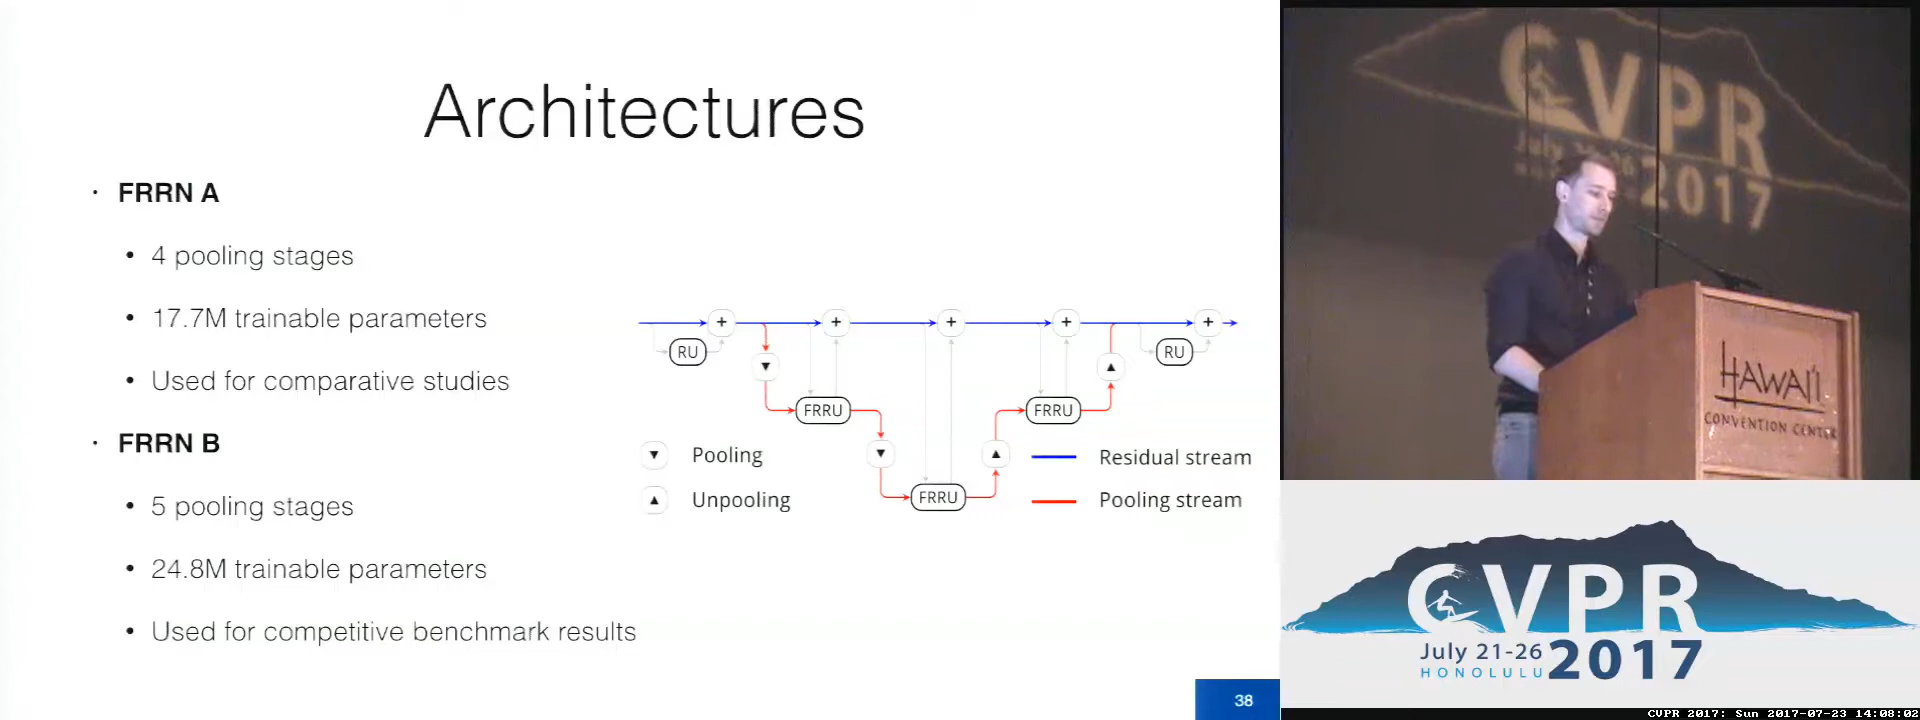 Architectures
· FRRN A
• 4 pooling stages
• 17.7M trainable parameters
• Used for comparative studies
· FRRN B
• 5 pooling stages
• 24.8M trainable parameters
• Used for competitive benchmark results
+ + + + +
RU RU
FRRU FRRU
FRRU
▼ Pooling
▲ Unpooling
Residual stream
Pooling stream
38
CVPR
July
2017
HAWAI'I
CONVENTION CENTER
CVPR
July 21-26
HONOLULU
2017
CVPR 2017: Sun 2017-07-23 14:08:02